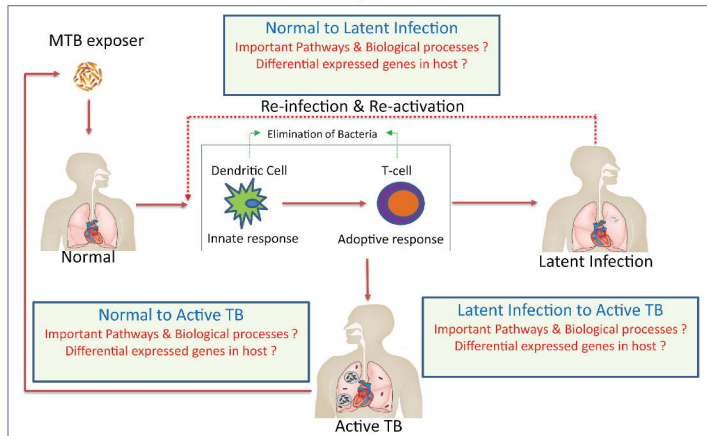 Normal to Latent Infection
Important Pathways & Biological processes ?
Differential expressed genes in host ?
MTB exposer
Re-infection & Re-activation
Elimination of Bacteria
Dendritic Cell
T-cell
Innate response
Adoptive response
Normal
Latent Infection
Normal to Active TB
Important Pathways & Biological processes ?
Differential expressed genes in host ?
Latent Infection to Active TB
Important Pathways & Biological processes ?
Differential expressed genes in host ?
Active TB